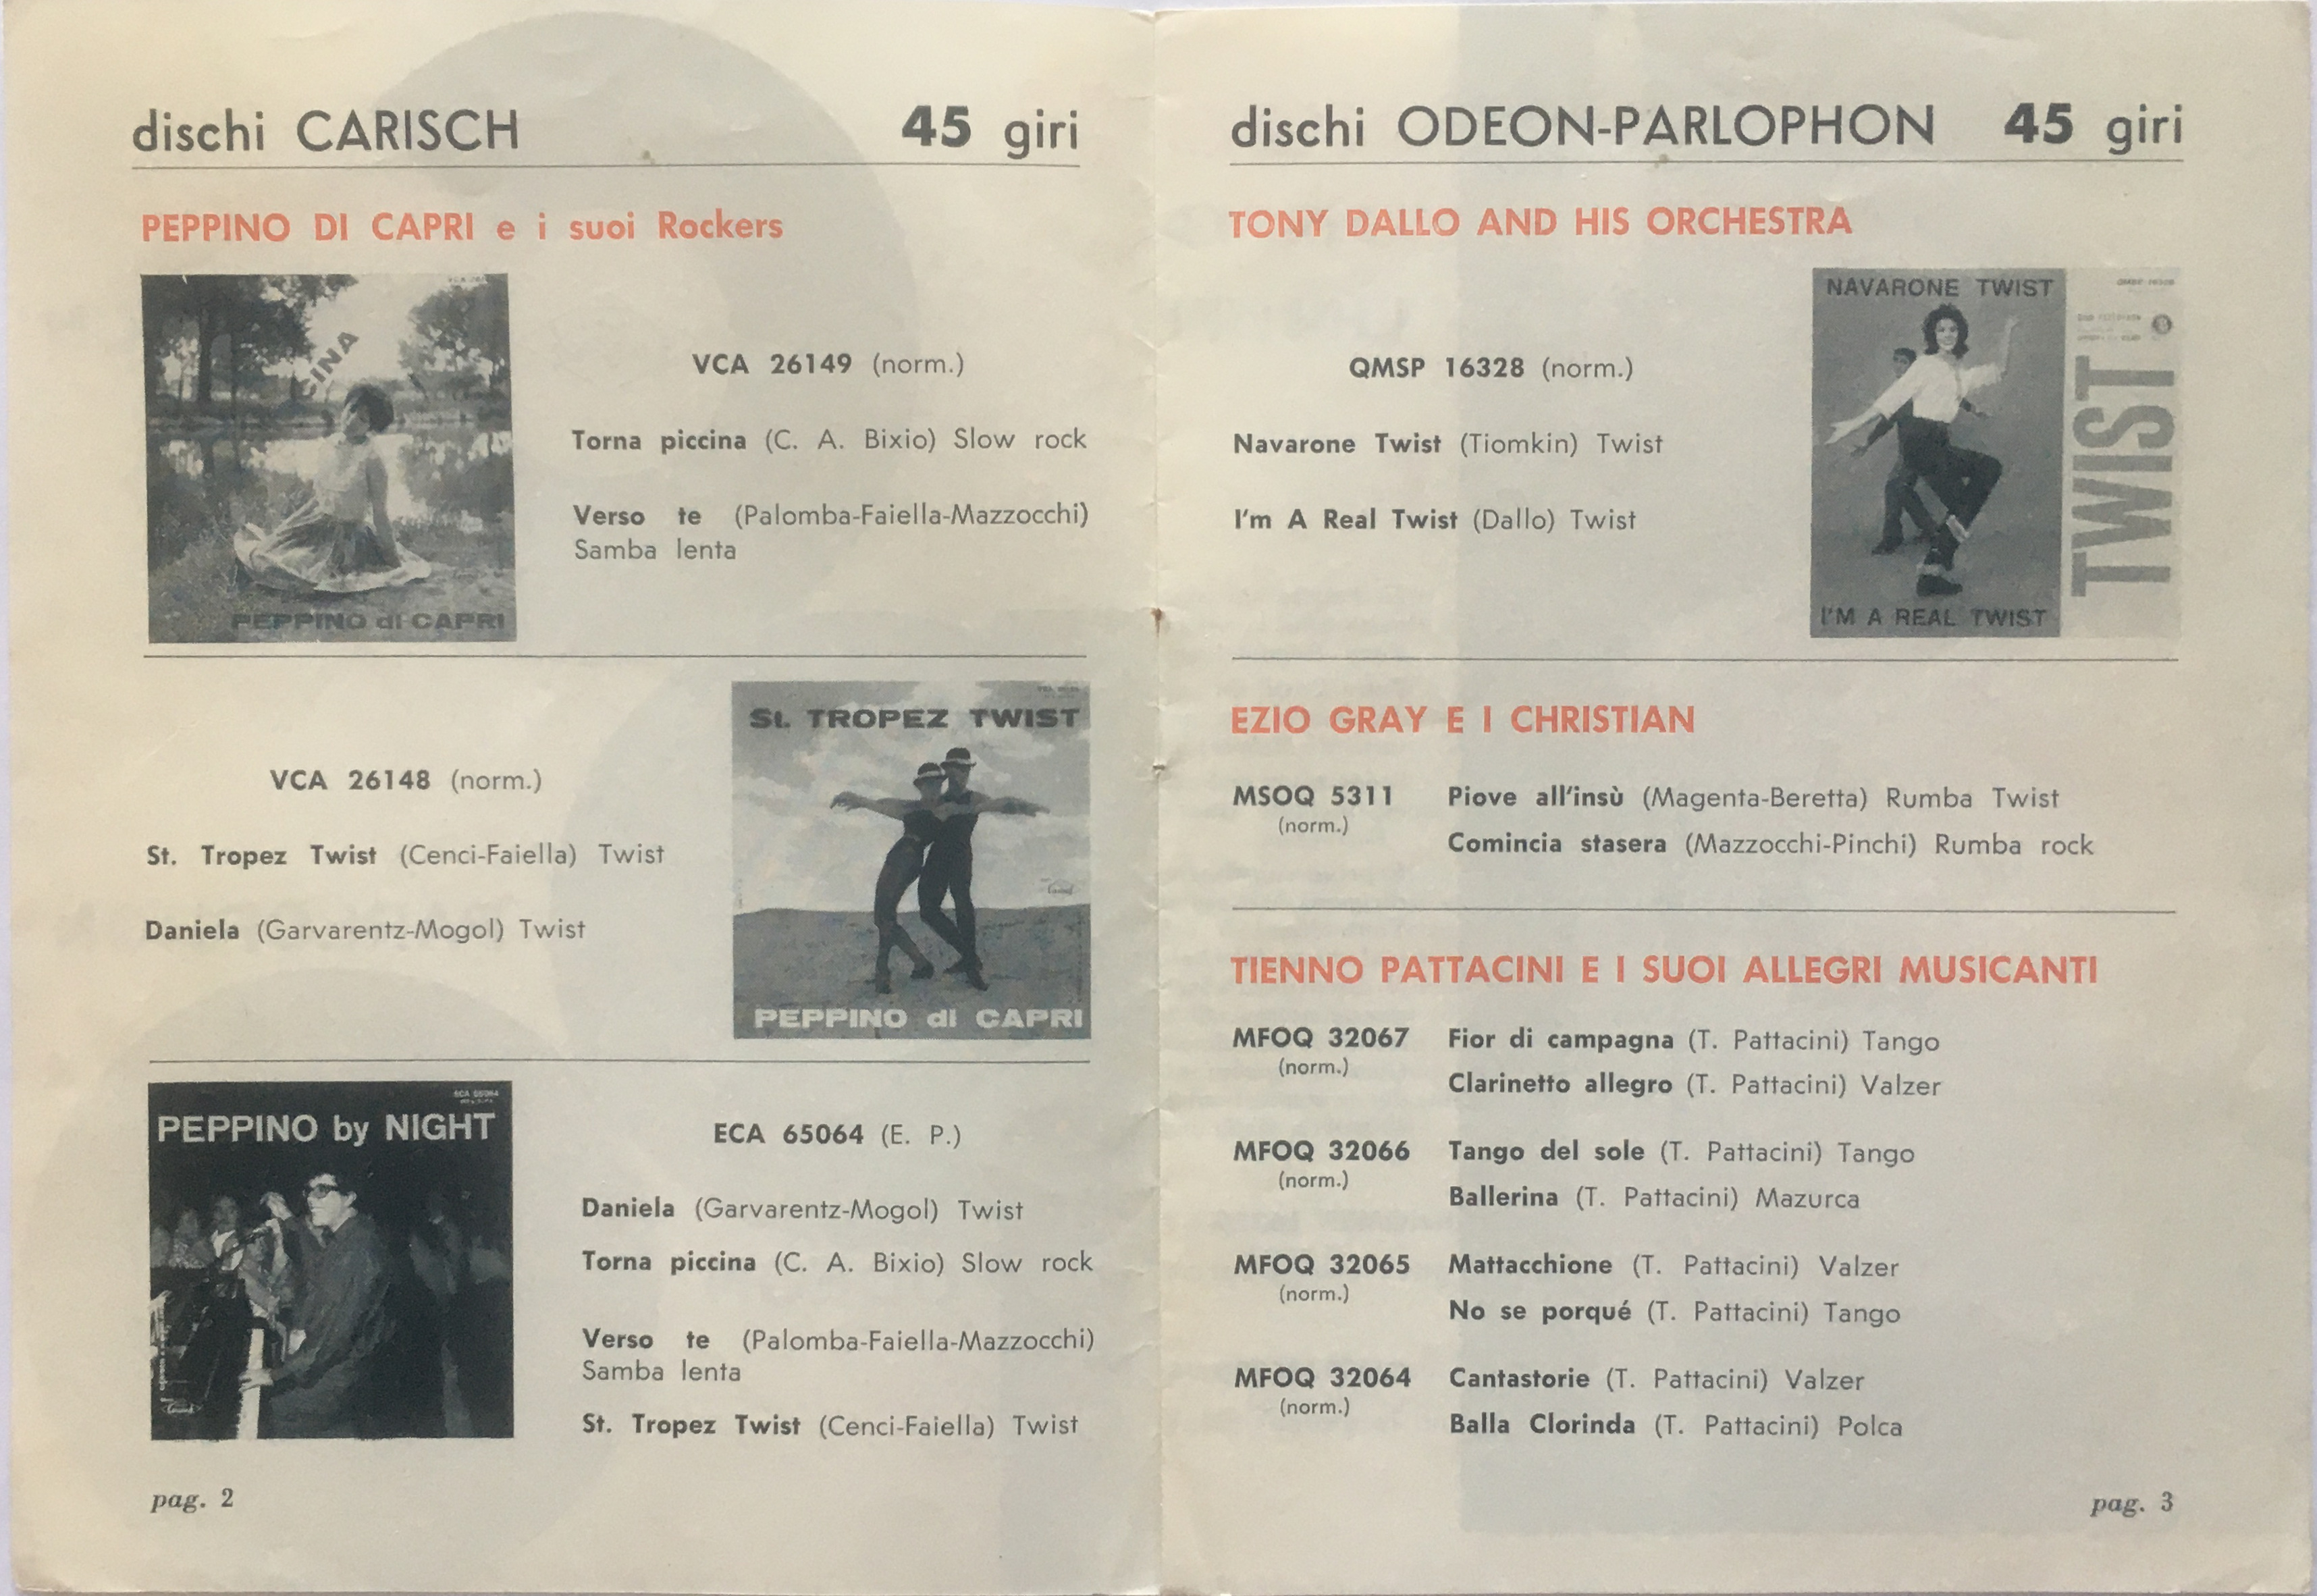 dischi CARISCH 45 giri
PEPPINO DI CAPRI e i suoi Rockers
CINA
PEPPINO di CAPRI
VCA 26149 (norm.)
Torna piccina (C. A. Bixio) Slow rock
Verso te (Palomba-Faiella-Mazzocchi)
Samba lenta
VCA 26148 (norm.)
St. Tropez Twist (Cenci-Faiella) Twist
Daniela (Garvarentz-Mogol) Twist
St. TROPEZ TWIST
PEPPINO di CAPRI
ECA 65064
PEPPINO by NIGHT
ECA 65064 (E. P.)
Daniela (Garvarentz-Mogol) Twist
Torna piccina (C. A. Bixio) Slow rock
Verso te (Palomba-Faiella-Mazzocchi)
Samba lenta
St. Tropez Twist (Cenci-Faiella) Twist
pag. 2
dischi ODEON-PARLOPHON 45 giri
TONY DALLO AND HIS ORCHESTRA
QMSP 16328 (norm.)
Navarone Twist (Tiomkin) Twist
I'm A Real Twist (Dallo) Twist
NAVARONE TWIST
I'M A REAL TWIST
TWIST
EZIO GRAY E I CHRISTIAN
MSOQ 5311 Piove all'insù (Magenta-Beretta) Rumba Twist
(norm.)
Comincia stasera (Mazzocchi-Pinchi) Rumba rock
TIENNO PATTACINI E I SUOI ALLEGRI MUSICANTI
MFOQ 32067 Fior di campagna (T. Pattacini) Tango
(norm.)
Clarinetto allegro (T. Pattacini) Valzer
MFOQ 32066 Tango del sole (T. Pattacini) Tango
(norm.)
Ballerina (T. Pattacini) Mazurca
MFOQ 32065 Mattacchione (T. Pattacini) Valzer
(norm.)
No se porqué (T. Pattacini) Tango
MFOQ 32064 Cantastorie (T. Pattacini) Valzer
(norm.)
Balla Clorinda (T. Pattacini) Polca
pag. 3